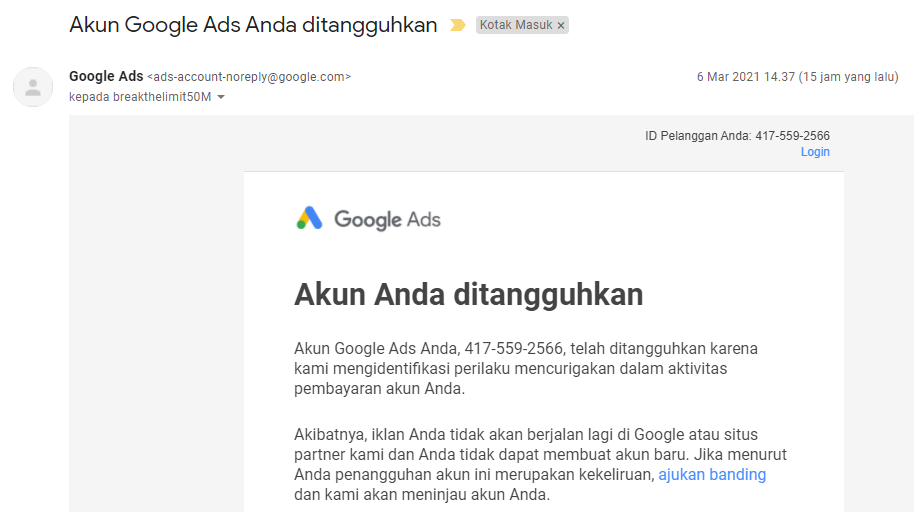 Akun Google Ads Anda ditangguhkan Kotak Masuk ×
Google Ads <ads-account-noreply@google.com> 6 Mar 2021 14.37 (15 jam yang lalu)
kepada breakthelimit50M
ID Pelanggan Anda: 417-559-2566
Login
Google Ads
Akun Anda ditangguhkan
Akun Google Ads Anda, 417-559-2566, telah ditangguhkan karena
kami mengidentifikasi perilaku mencurigakan dalam aktivitas
pembayaran akun Anda.
Akibatnya, iklan Anda tidak akan berjalan lagi di Google atau situs
partner kami dan Anda tidak dapat membuat akun baru. Jika menurut
Anda penangguhan akun ini merupakan kekeliruan, ajukan banding
dan kami akan meninjau akun Anda.